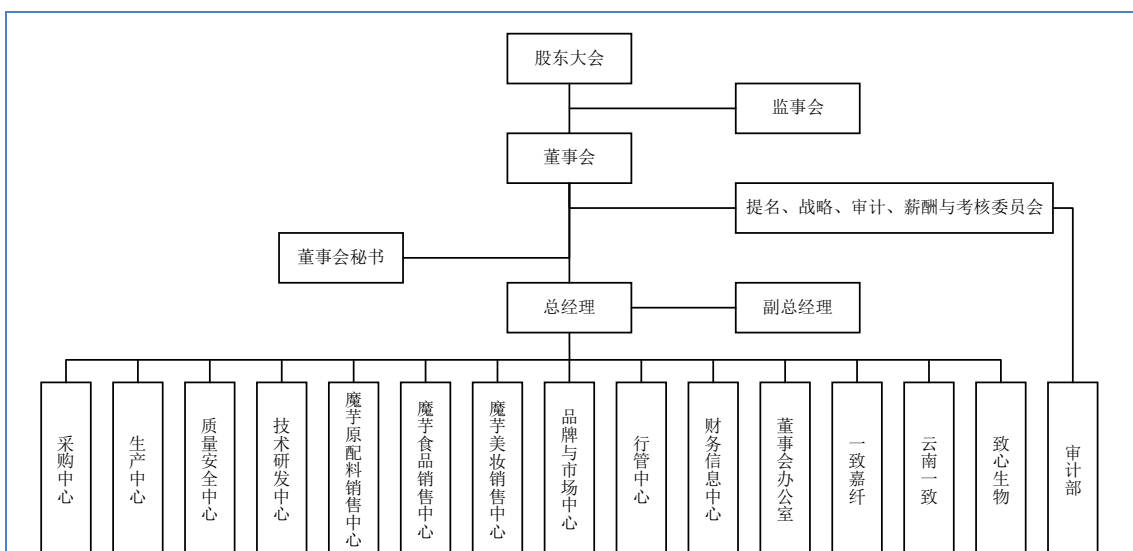 股东大会
监事会
董事会
提名、战略、审计、薪酬与考核委员会
董事会秘书
总经理
副总经理
采购中心
生产中心
质量安全中心
技术研发中心
魔芋原配料销售中心
魔芋食品销售中心
魔芋美妆销售中心
品牌与市场中心
行管中心
财务信息中心
董事会办公室
一致嘉纤
云南一致
致心生物
审计部